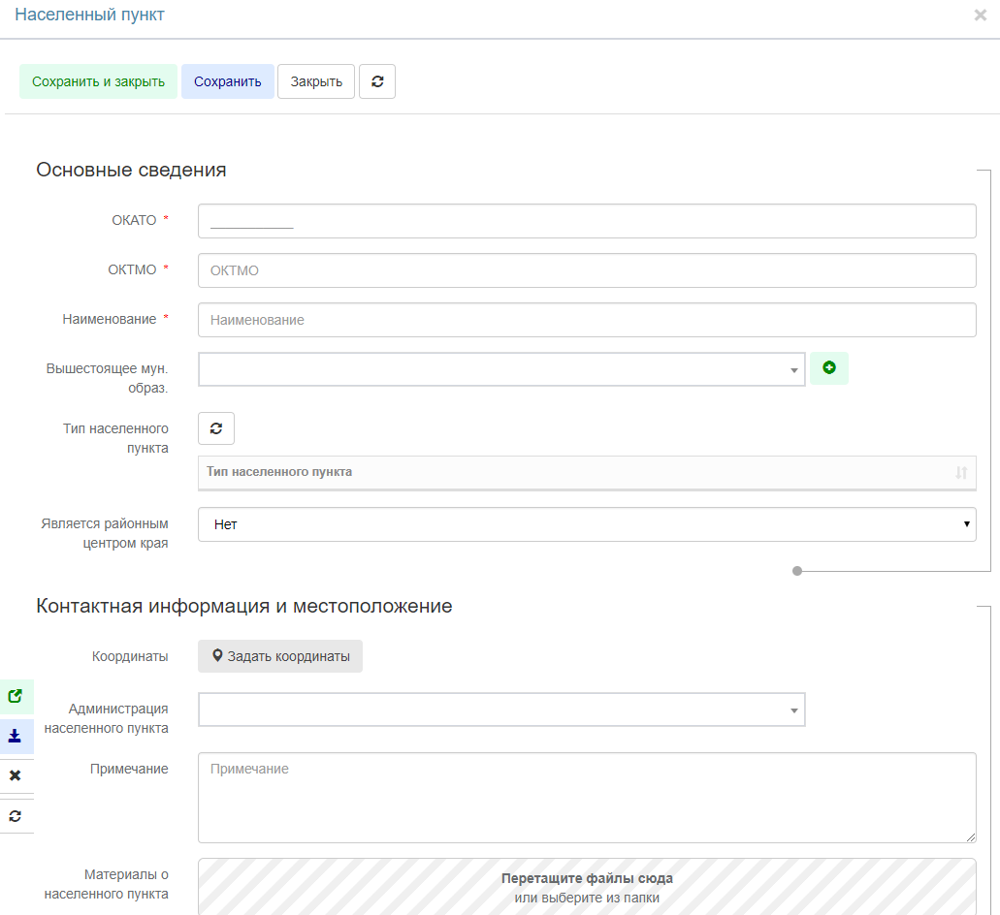 Населенный пункт
Сохранить и закрыть Сохранить Закрыть
Основные сведения
ОКАТО *
ОКТМО * ОКТМО
Наименование * Наименование
Вышестоящее мун.
образ.
Тип населенного
пункта
Тип населенного пункта
Является районным
центром края
Нет
Контактная информация и местоположение
Координаты Задать координаты
Администрация
населенного пункта
Примечание Примечание
Материалы о
населенного пункта
Перетащите файлы сюда
или выберите из папки